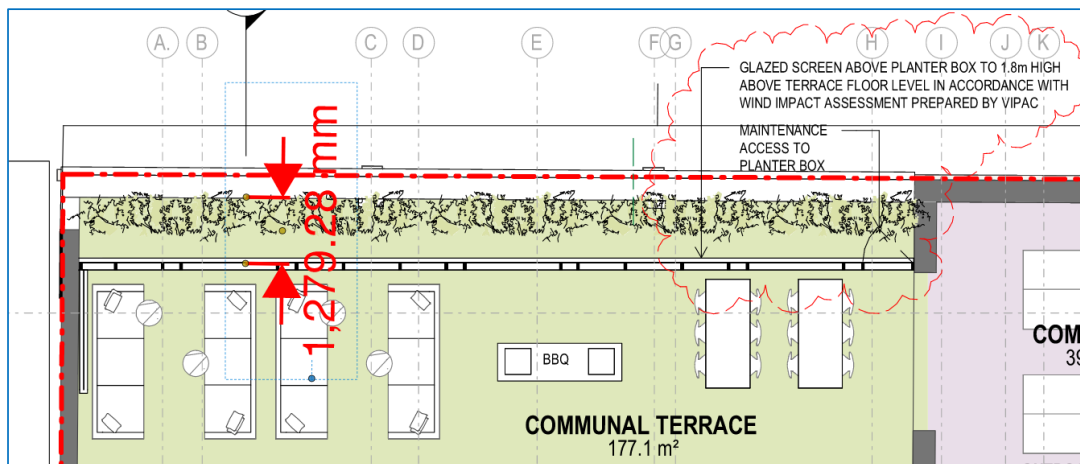 A.
B
C
D
E
F
G
H
I
J
K
GLAZED SCREEN ABOVE PLANTER BOX TO 1.8m HIGH
ABOVE TERRACE FLOOR LEVEL IN ACCORDANCE WITH
WIND IMPACT ASSESSMENT PREPARED BY VIPAC
MAINTENANCE
ACCESS TO
PLANTER BOX
1,279.28 mm
BBQ
COM
39
COMMUNAL TERRACE
177.1 m²